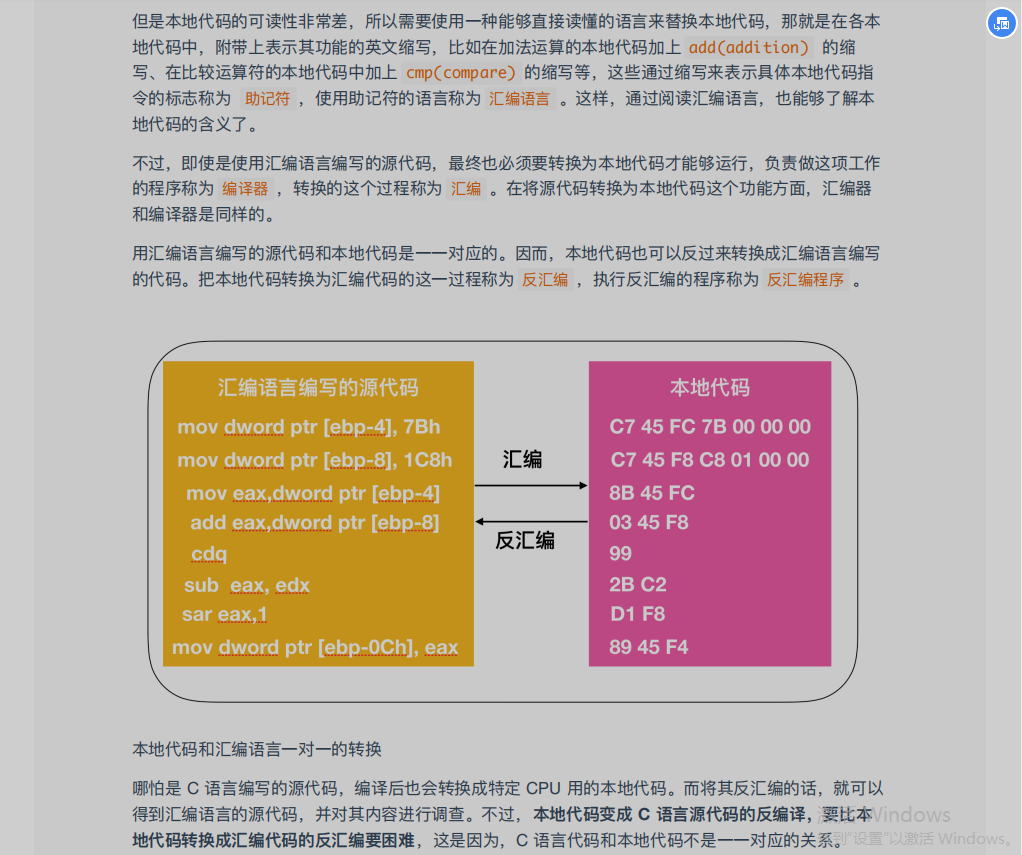 但是本地代码的可读性非常差，所以需要使用一种能够直接读懂的语言来替换本地代码，那就是在各本
地代码中，附带上表示其功能的英文缩写，比如在加法运算的本地代码加上 add(addition) 的缩
写、在比较运算符的本地代码中加上 cmp(compare) 的缩写等，这些通过缩写来表示具体本地代码指
令的标志称为 助记符 ，使用助记符的语言称为 汇编语言 。这样，通过阅读汇编语言，也能够了解本
地代码的含义了。
不过，即使是使用汇编语言编写的源代码，最终也必须要转换为本地代码才能够运行，负责做这项工作
的程序称为 编译器 ，转换的这个过程称为 汇编 。在将源代码转换为本地代码这个功能方面，汇编器
和编译器是同样的。
用汇编语言编写的源代码和本地代码是一一对应的。因而，本地代码也可以反过来转换成汇编语言编写
的代码。把本地代码转换为汇编代码的这一过程称为 反汇编 ，执行反汇编的程序称为 反汇编程序 。
汇编语言编写的源代码
mov dword ptr [ebp-4], 7Bh
mov dword ptr [ebp-8], 1C8h
mov eax,dword ptr [ebp-4]
add eax,dword ptr [ebp-8]
cdq
sub eax, edx
sar eax,1
mov dword ptr [ebp-0Ch], eax
汇编
反汇编
本地代码
C7 45 FC 7B 00 00 00
C7 45 F8 C8 01 00 00
8B 45 FC
03 45 F8
99
2B C2
D1 F8
89 45 F4
本地代码和汇编语言一对一的转换
哪怕是 C 语言编写的源代码，编译后也会转换成特定 CPU 用的本地代码。而将其反汇编的话，就可以
得到汇编语言的源代码，并对其内容进行调查。不过，本地代码变成 C 语言源代码的反编译，要比本
地代码转换成汇编代码的反汇编要困难，这是因为，C 语言代码和本地代码不是一一对应的关系。
激活 Windows
转到"设置"以激活 Windows。